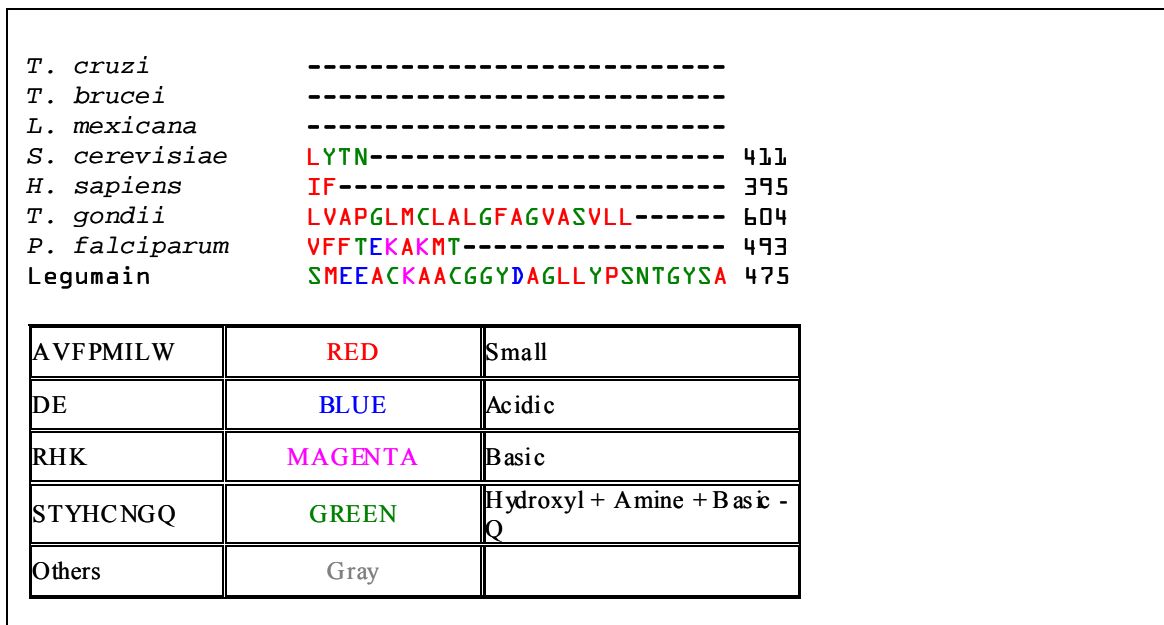 T. cruzi ---------------------------
T. brucei ---------------------------
L. mexicana ---------------------------
S. cerevisiae LYTN----------------------- 411
H. sapiens IF------------------------- 395
T. gondii LVAPGLMCLALGFAGVASVLL------ 604
P. falciparum VFFTEKAKMT----------------- 493
Legumain SMEEACKAACGGYDAGLLYPSNTGYSA 475
AVFPMILW RED Small
DE BLUE Acidic
RHK MAGENTA Basic
STYHCNGQ GREEN Hydroxyl + Amine + Basic -
Q
Others Gray